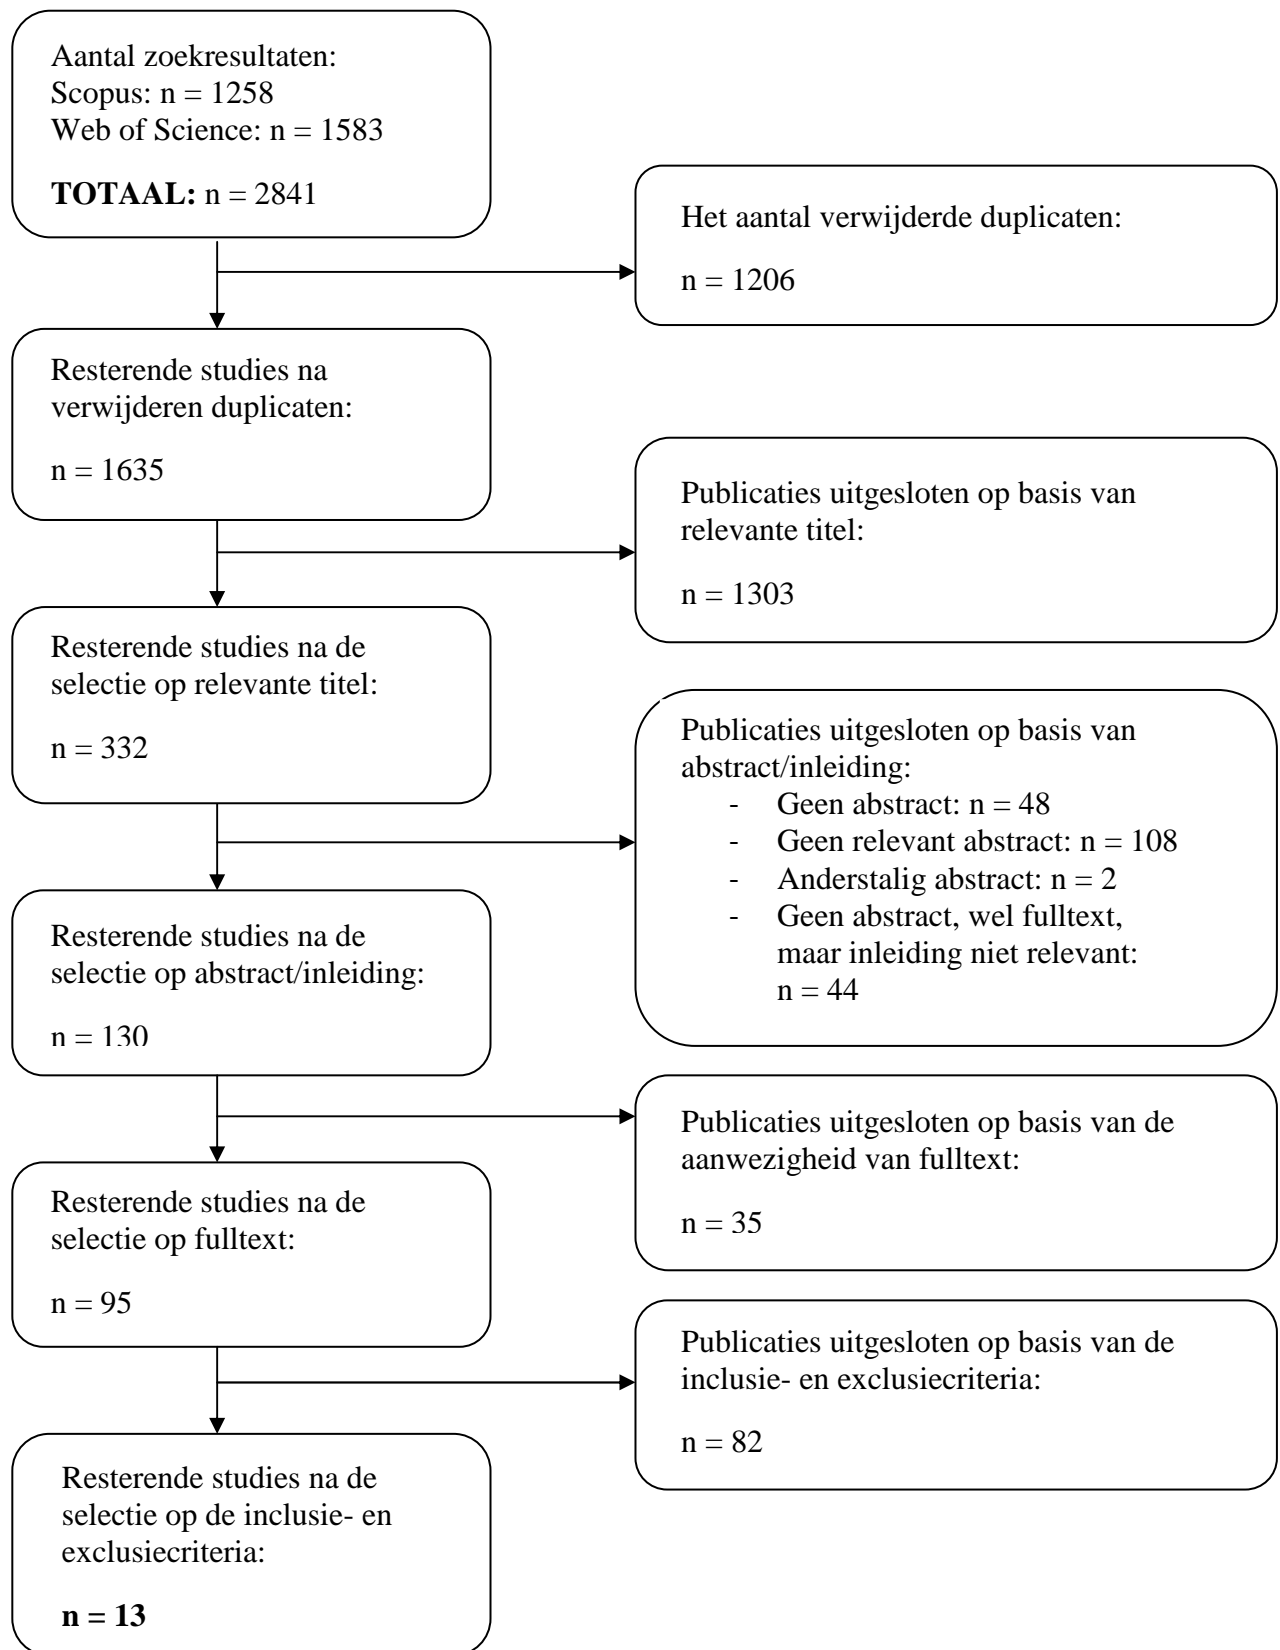 Aantal zoekresultaten:
Scopus: n = 1258
Web of Science: n = 1583
TOTAAL: n = 2841
Het aantal verwijderde duplicaten:
n = 1206
Resterende studies na
verwijderen duplicaten:
n = 1635
Publicaties uitgesloten op basis van
relevante titel:
n = 1303
Resterende studies na de
selectie op relevante titel:
n = 332
Publicaties uitgesloten op basis van
abstract/inleiding:
- Geen abstract: n = 48
- Geen relevant abstract: n = 108
- Anderstalig abstract: n = 2
- Geen abstract, wel fulltext,
maar inleiding niet relevant:
n = 44
Resterende studies na de
selectie op abstract/inleiding:
n = 130
Publicaties uitgesloten op basis van de
aanwezigheid van fulltext:
n = 35
Resterende studies na de
selectie op fulltext:
n = 95
Publicaties uitgesloten op basis van de
inclusie- en exclusiecriteria:
n = 82
Resterende studies na de
selectie op de inclusie- en
exclusiecriteria:
n = 13